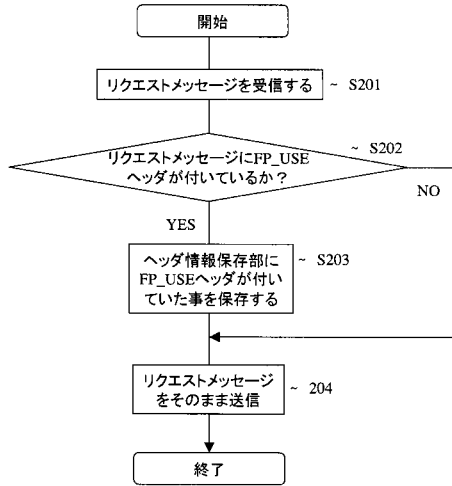 開始
リクエストメッセージを受信する ~ S201
リクエストメッセージにFP_USE ~ S202
ヘッダが付いているか？
NO
YES
ヘッダ情報保存部に ~ S203
FP_USEヘッダが付い
ていた事を保存する
リクエストメッセージ ~ 204
をそのまま送信
終了